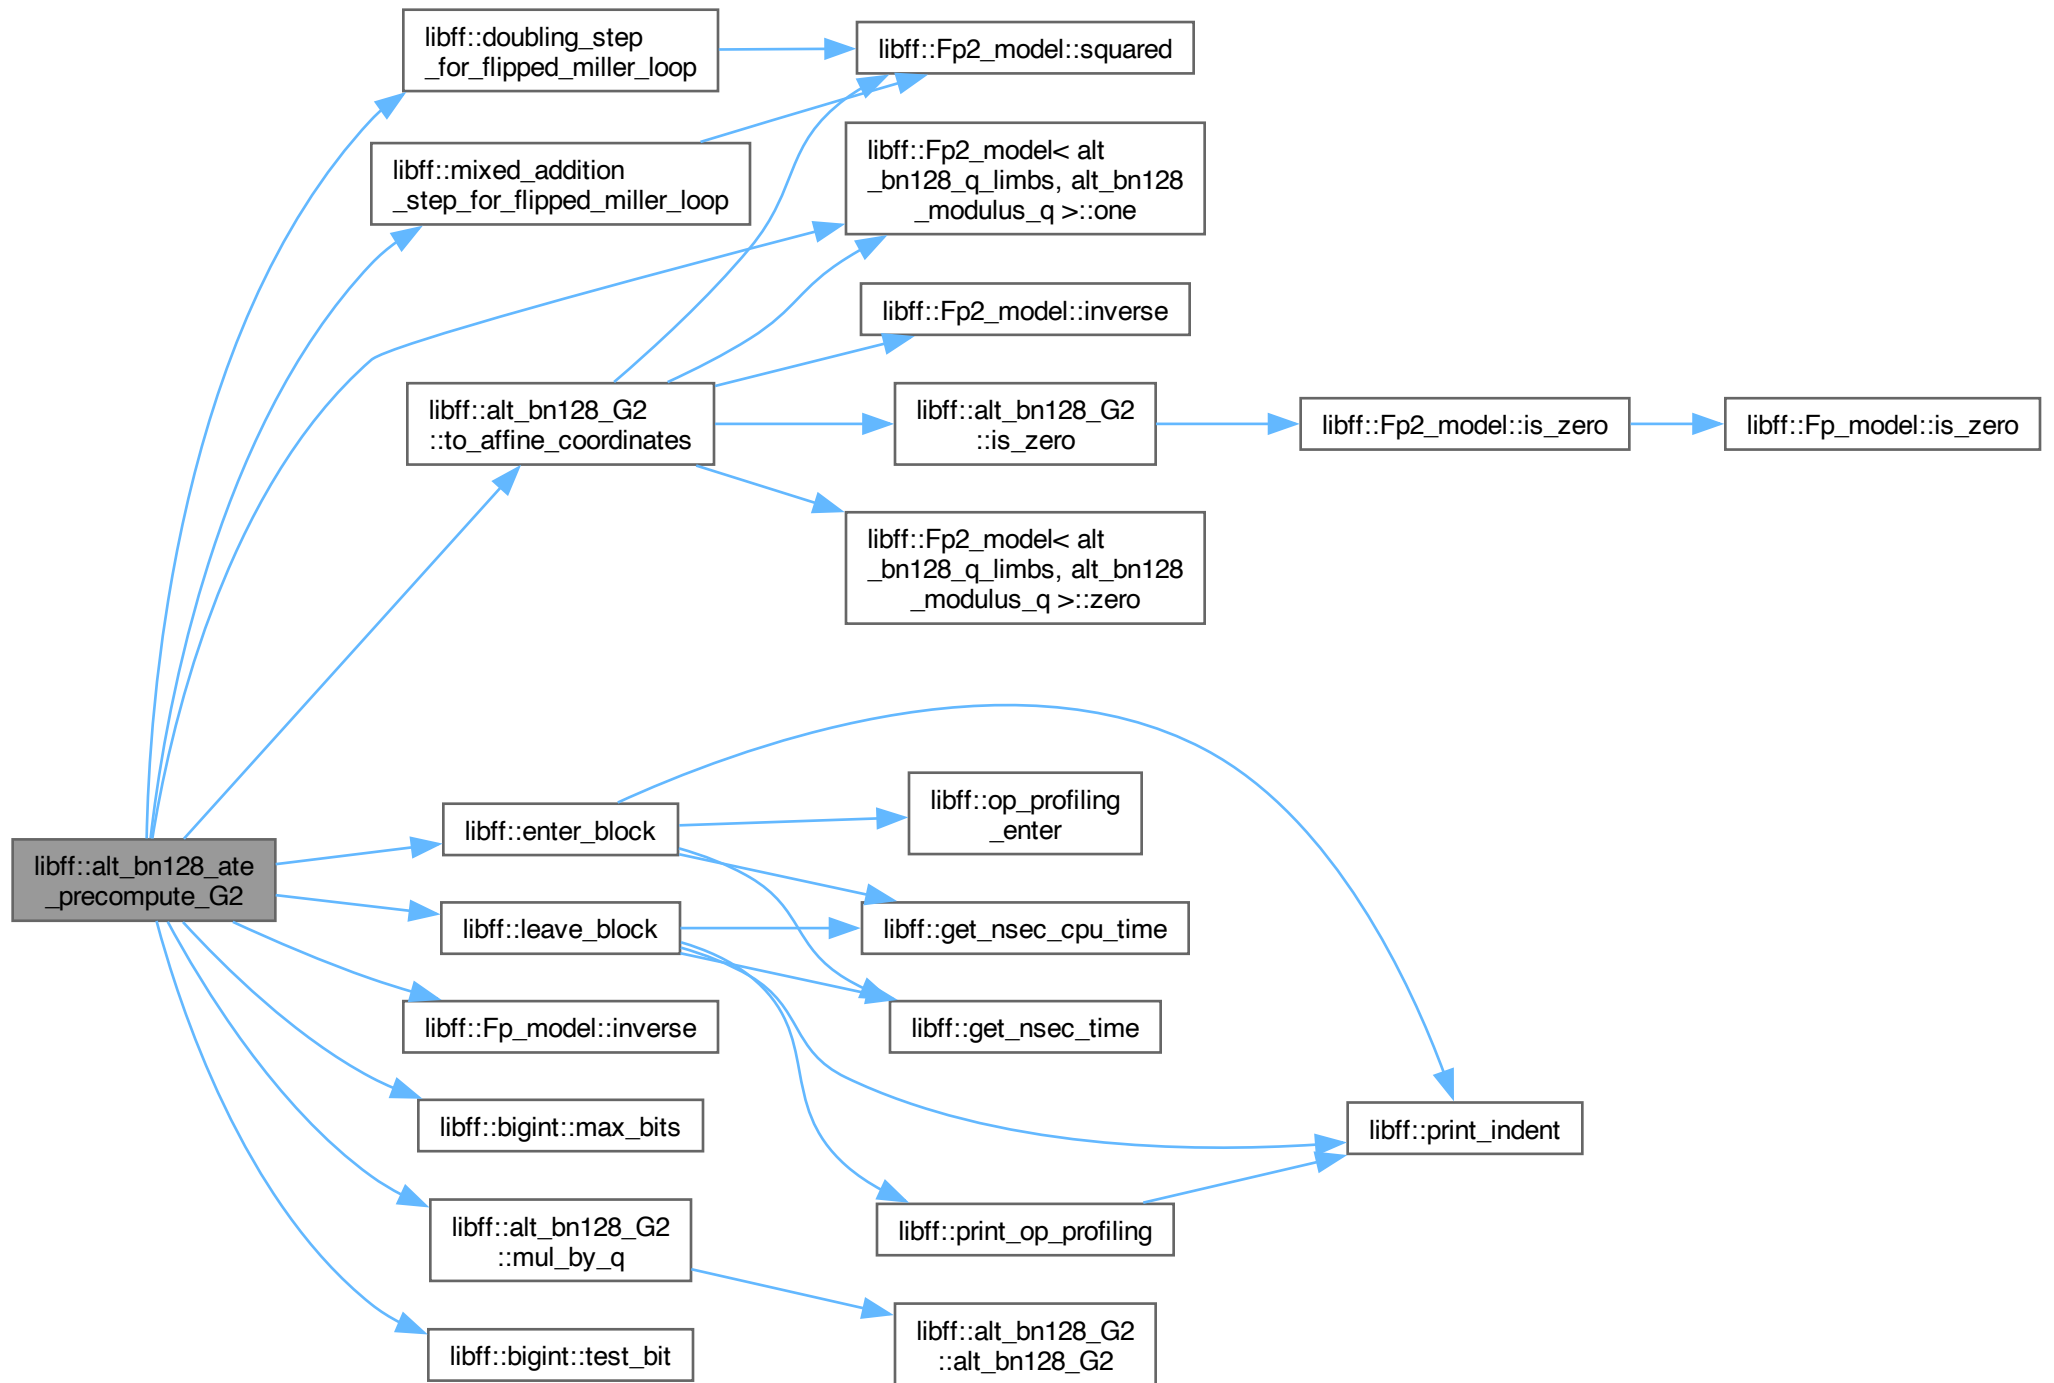 libff::doubling_step
_for_flipped_miller_loop
libff::Fp2_model::squared
libff::mixed_addition
_step_for_flipped_miller_loop
libff::Fp2_model< alt
_bn128_q_limbs, alt_bn128
_modulus_q >::one
libff::Fp2_model::inverse
libff::alt_bn128_G2
::to_affine_coordinates
libff::alt_bn128_G2
::is_zero
libff::Fp2_model::is_zero
libff::Fp_model::is_zero
libff::Fp2_model< alt
_bn128_q_limbs, alt_bn128
_modulus_q >::zero
libff::alt_bn128_ate
_precompute_G2
libff::enter_block
libff::op_profiling
_enter
libff::leave_block
libff::get_nsec_cpu_time
libff::Fp_model::inverse
libff::get_nsec_time
libff::bigint::max_bits
libff::print_indent
libff::alt_bn128_G2
::mul_by_q
libff::print_op_profiling
libff::bigint::test_bit
libff::alt_bn128_G2
::alt_bn128_G2